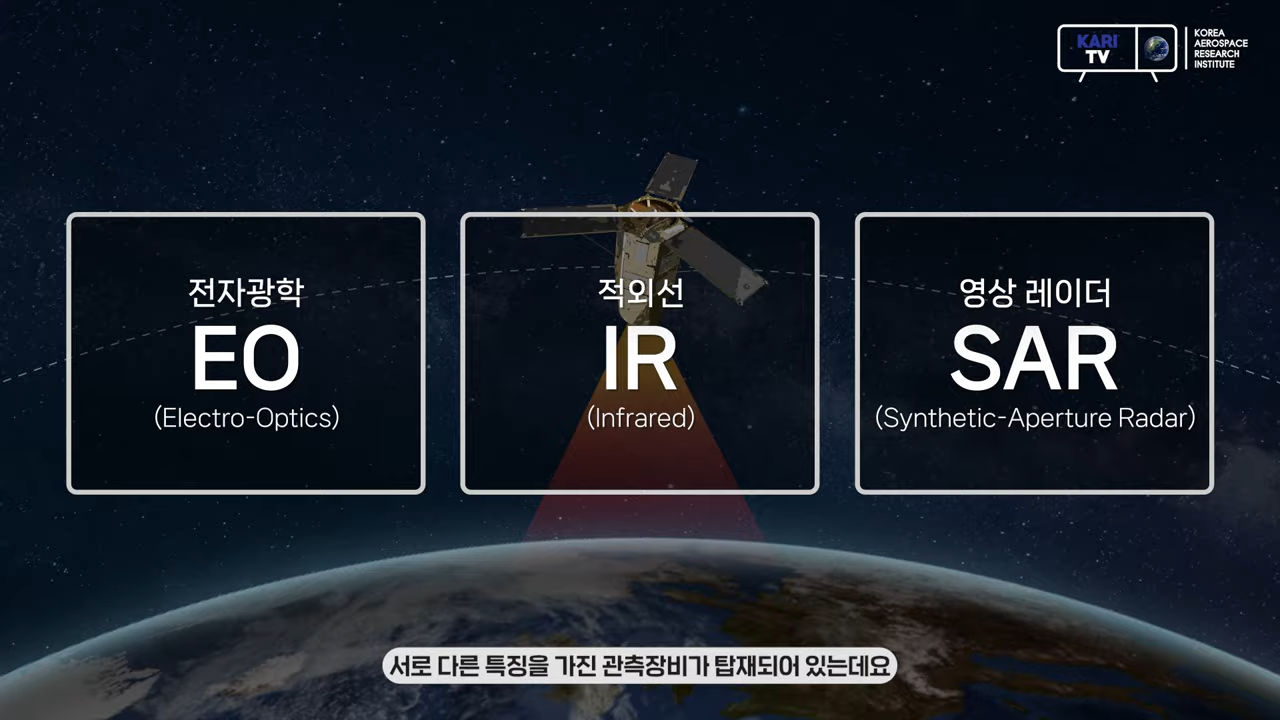 KARI
TV
KOREA
AEROSPACE
RESEARCH
INSTITUTE
전자광학
EO
(Electro-Optics)
적외선
IR
(Infrared)
영상 레이더
SAR
(Synthetic-Aperture Radar)
서로 다른 특징을 가진 관측장비가 탑재되어 있는데요